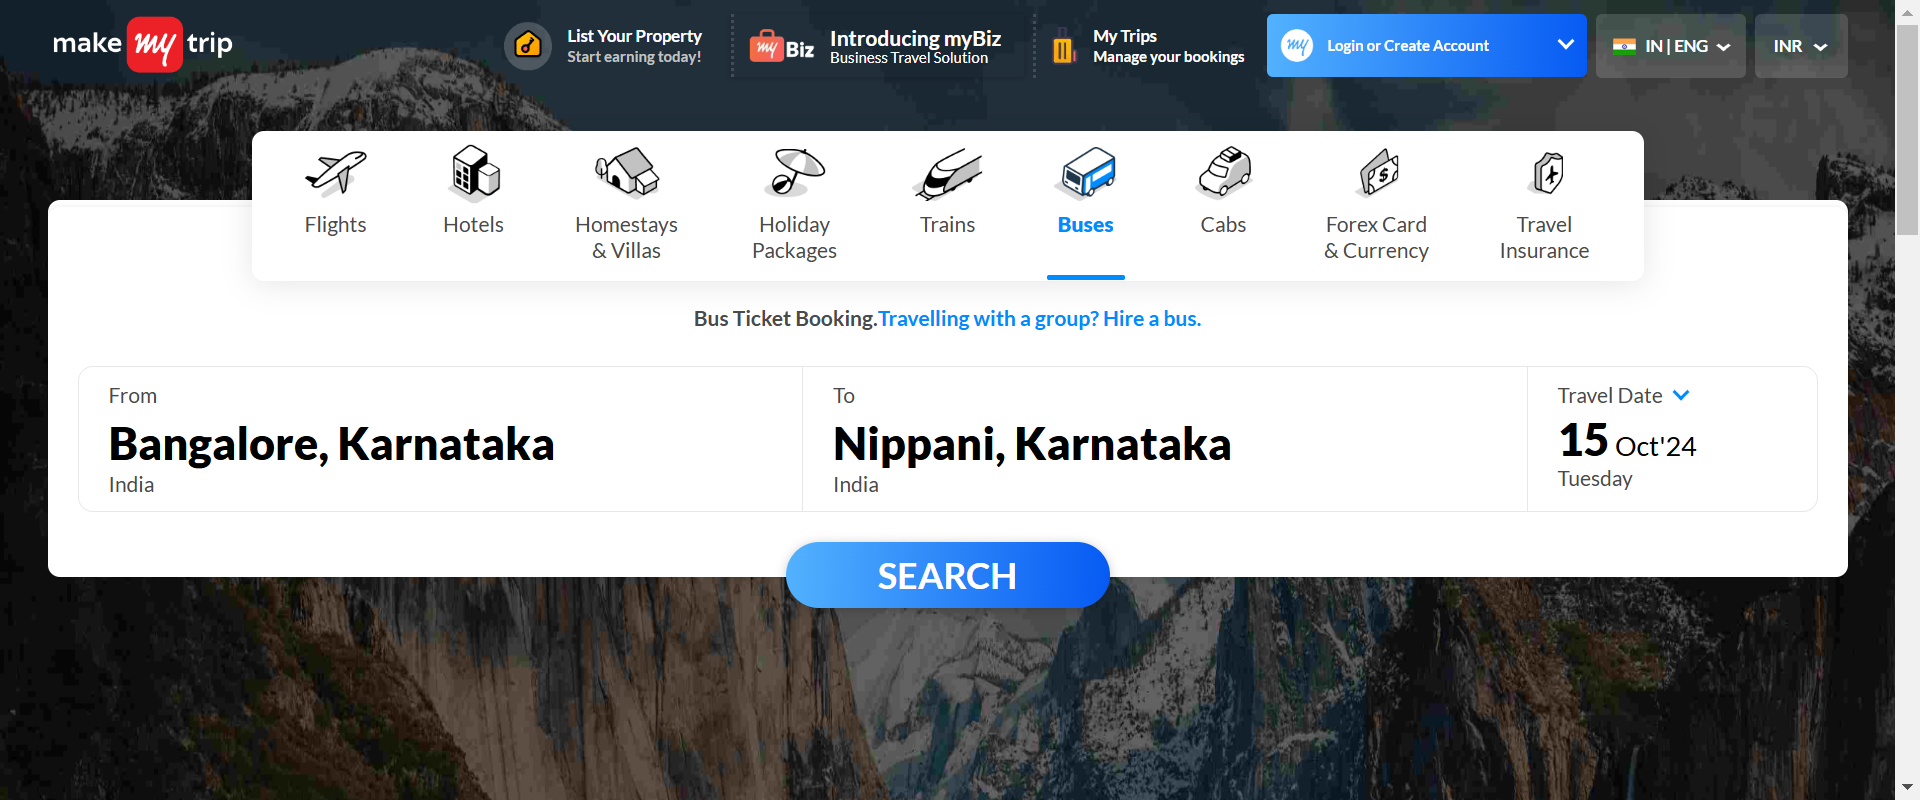 make my trip
List Your Property
Start earning today!
my Biz
Introducing myBiz
Business Travel Solution
My Trips
Manage your bookings
my
Login or Create Account
IN | ENG
INR
Flights
Hotels
Homestays
& Villas
Holiday
Packages
Trains
Buses
Cabs
Forex Card
& Currency
Travel
Insurance
Bus Ticket Booking.Travelling with a group? Hire a bus.
From
Bangalore, Karnataka
India
To
Nippani, Karnataka
India
Travel Date
15 Oct'24
Tuesday
SEARCH